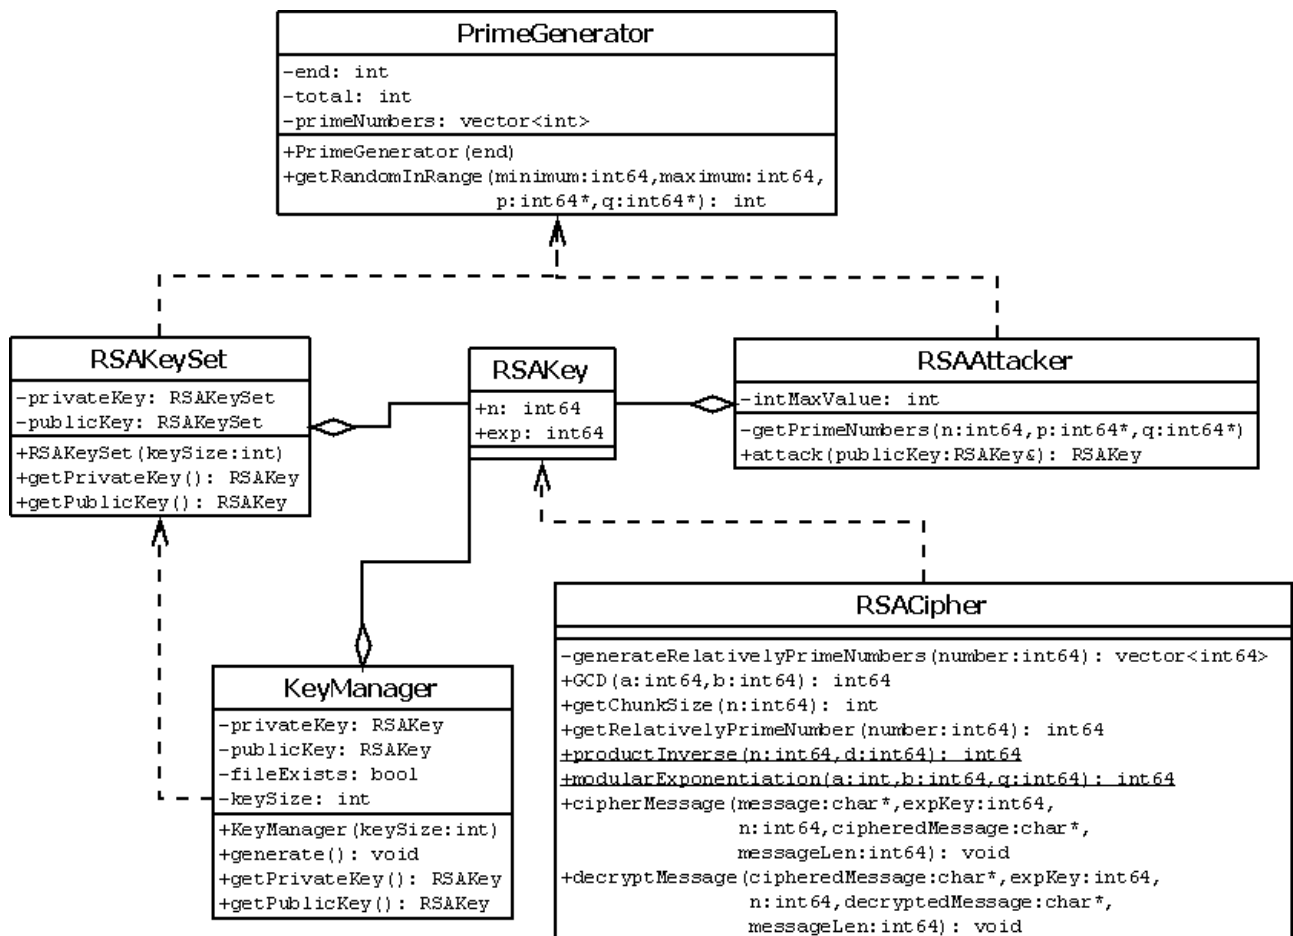 PrimeGenerator
-end: int
-total: int
-primeNumbers: vector<int>
+PrimeGenerator(end)
+getRandomInRange(minimum:int64,maximum:int64,
p:int64*,q:int64*): int
RSAKeySet
-privateKey: RSAKeySet
-publicKey: RSAKeySet
+RSAKeySet(keySize:int)
+getPrivateKey(): RSAKey
+getPublicKey(): RSAKey
RSAKey
+n: int64
+exp: int64
RSAAttacker
-intMaxValue: int
-getPrimeNumbers(n:int64,p:int64*,q:int64*)
+attack(publicKey:RSAKey&): RSAKey
KeyManager
-privateKey: RSAKey
-publicKey: RSAKey
-fileExists: bool
-keySize: int
+KeyManager(keySize:int)
+generate(): void
+getPrivateKey(): RSAKey
+getPublicKey(): RSAKey
RSACipher
-generateRelativelyPrimeNumbers(number:int64): vector<int64>
+GCD(a:int64,b:int64): int64
+getChunkSize(n:int64): int
+getRelativelyPrimeNumber(number:int64): int64
+productInverse(n:int64,d:int64): int64
+modularExponentiation(a:int,b:int64,q:int64): int64
+cipherMessage(message:char*,expKey:int64,
n:int64,cipheredMessage:char*,
messageLen:int64): void
+decryptMessage(cipheredMessage:char*,expKey:int64,
n:int64,decryptedMessage:char*,
messageLen:int64): void